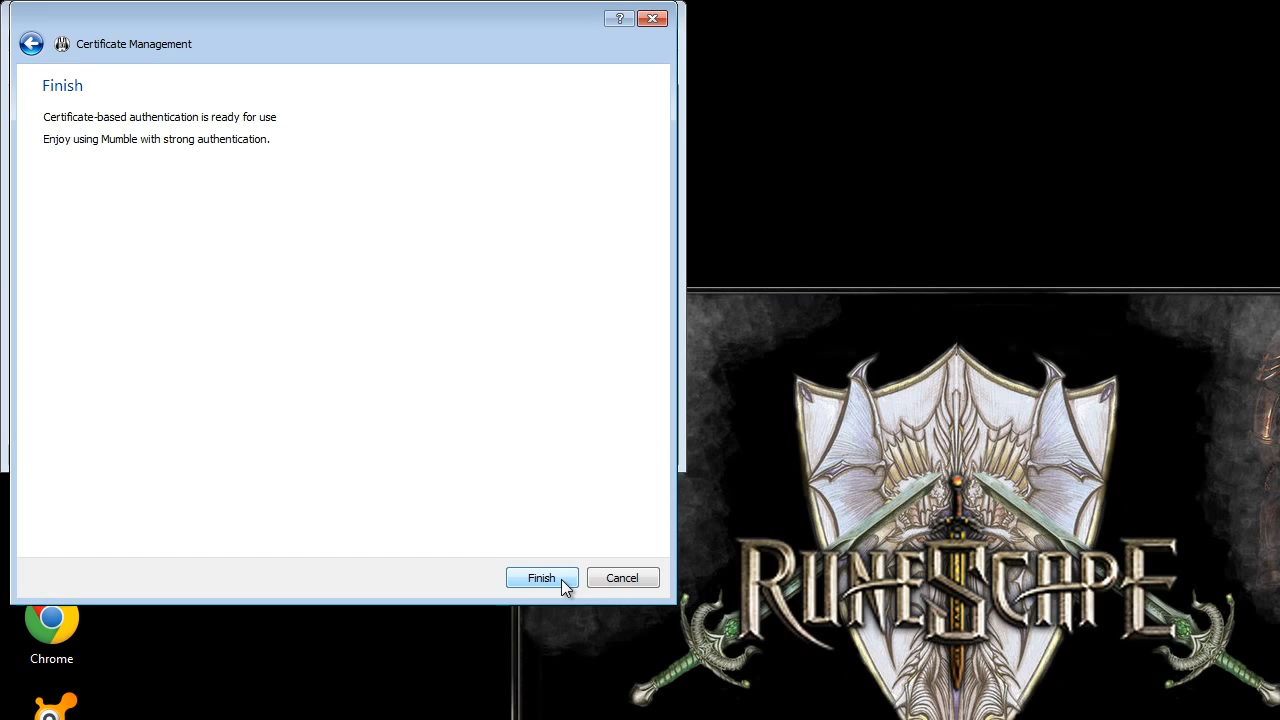 ?
Certificate Management
Finish
Certificate-based authentication is ready for use
Enjoy using Mumble with strong authentication.
Finish
Cancel
Chrome
RUNESCAPE